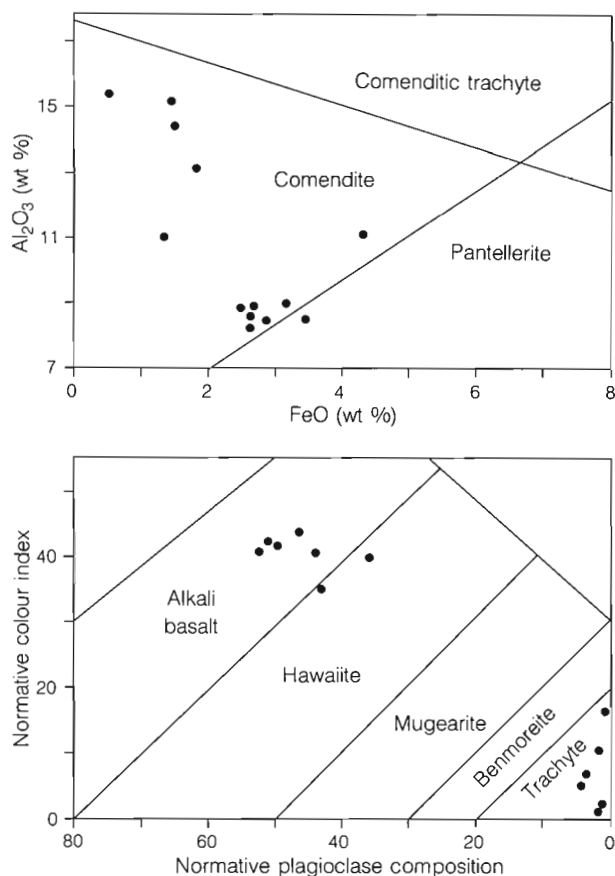 Al₂O₃ (wt %)
15
11
7
Comenditic trachyte
Comendite
Pantellerite
0
2
4
6
8
FeO (wt %)
Normative colour index
40
20
0
Alkali
basalt
Hawaiite
Mugearite
Benmoreite
Trachyte
80
60
40
20
0
Normative plagioclase composition